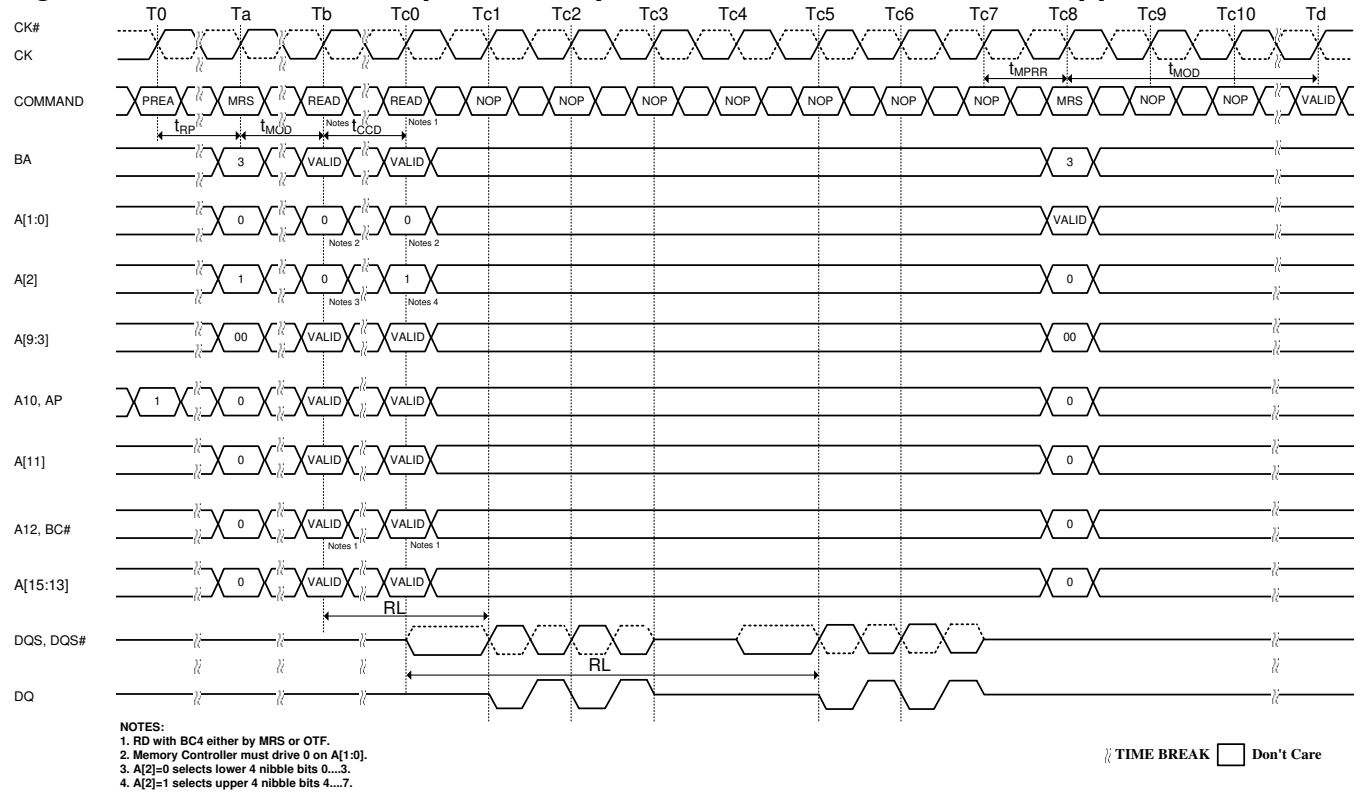 T0 Ta Tb Tc0 Tc1 Tc2 Tc3 Tc4 Tc5 Tc6 Tc7 Tc8 Tc9 Tc10 Td
CK#
CK
tMPRR tMOD
COMMAND PREA MRS READ READ NOP NOP NOP NOP NOP NOP NOP MRS NOP NOP VALID
Notes 1 Notes 1
tRP tMOD tCCD
BA 3 VALID VALID 3
A[1:0] 0 0 0 VALID
Notes 2 Notes 2
A[2] 1 0 1 0
Notes 3 Notes 4
A[9:3] 00 VALID VALID 00
A10, AP 1 0 VALID VALID 0
A[11] 0 VALID VALID 0
A12, BC# 0 VALID VALID 0
Notes 1 Notes 1
A[15:13] 0 VALID VALID 0
RL
DQS, DQS#
RL
DQ
NOTES:
1. RD with BC4 either by MRS or OTF.
2. Memory Controller must drive 0 on A[1:0].
3. A[2]=0 selects lower 4 nibble bits 0....3.
4. A[2]=1 selects upper 4 nibble bits 4....7.
TIME BREAK Don't Care